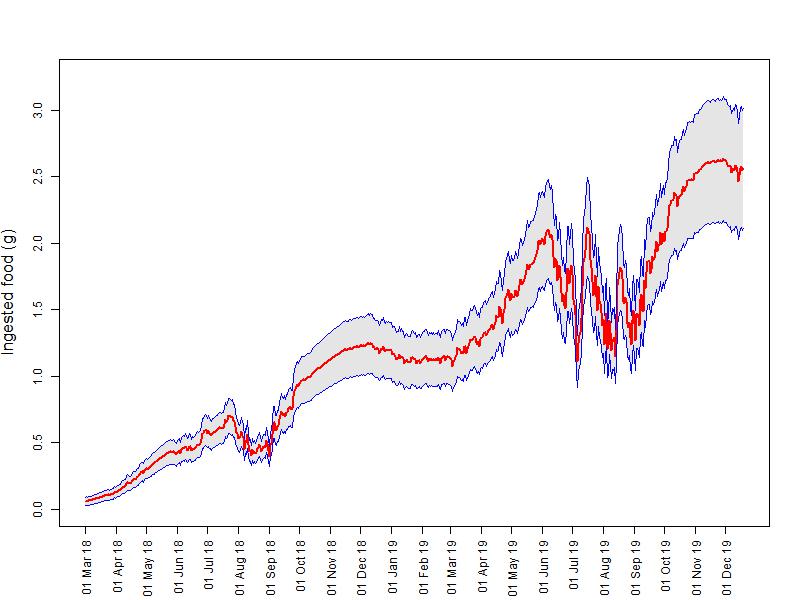 Ingested food (g)
3.0
2.5
2.0
1.5
1.0
0.5
0.0
01 Mar 18
01 Apr 18
01 May 18
01 Jun 18
01 Jul 18
01 Aug 18
01 Sep 18
01 Oct 18
01 Nov 18
01 Dec 18
01 Jan 19
01 Feb 19
01 Mar 19
01 Apr 19
01 May 19
01 Jun 19
01 Jul 19
01 Aug 19
01 Sep 19
01 Oct 19
01 Nov 19
01 Dec 19